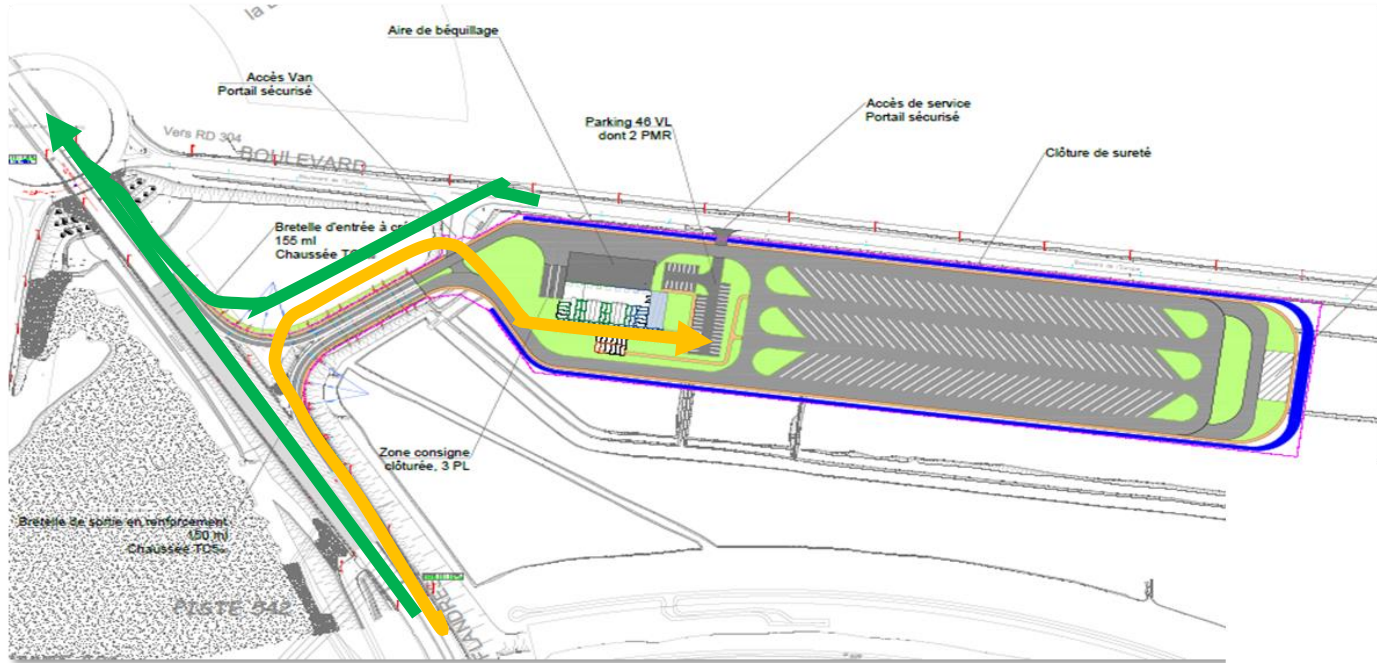 Aire de béquillage
Accès Van
Portail sécurisé
Accès de service
Portail sécurisé
Parking 46 VL
dont 2 PMR
Vers RD 304
BOULEVARD
Clôture de sureté
Bretelle d'entrée à
155 ml
Chaussée
Zone consigne
clôturée, 3 PL
Bretelle de sortie en renforcement
150 ml
Chaussée TC5
PISTE